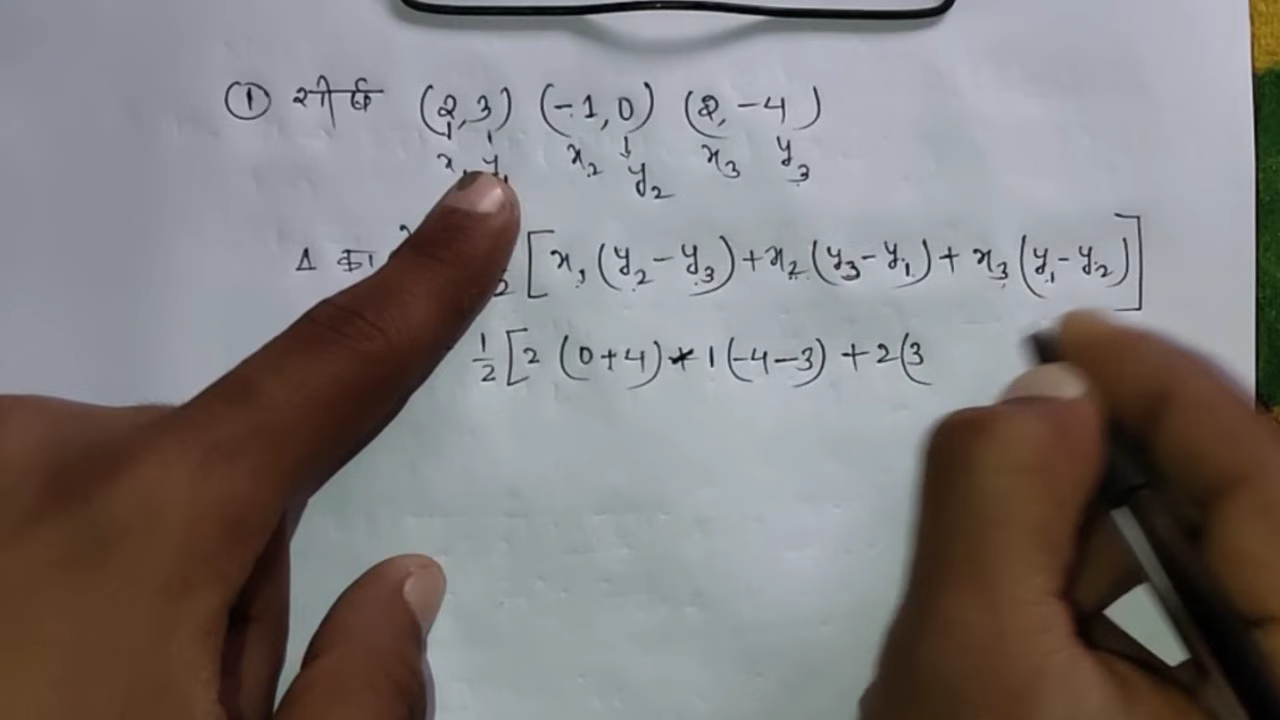 ① शीर्ष (2,3) (-1,0) (2,-4)
x₁ y₁ x₂ y₂ x₃ y₃
Δ का [x₁(y₂-y₃)+x₂(y₃-y₁)+x₃(y₁-y₂)]
1/2[2(0+4)-1(-4-3)+2(3